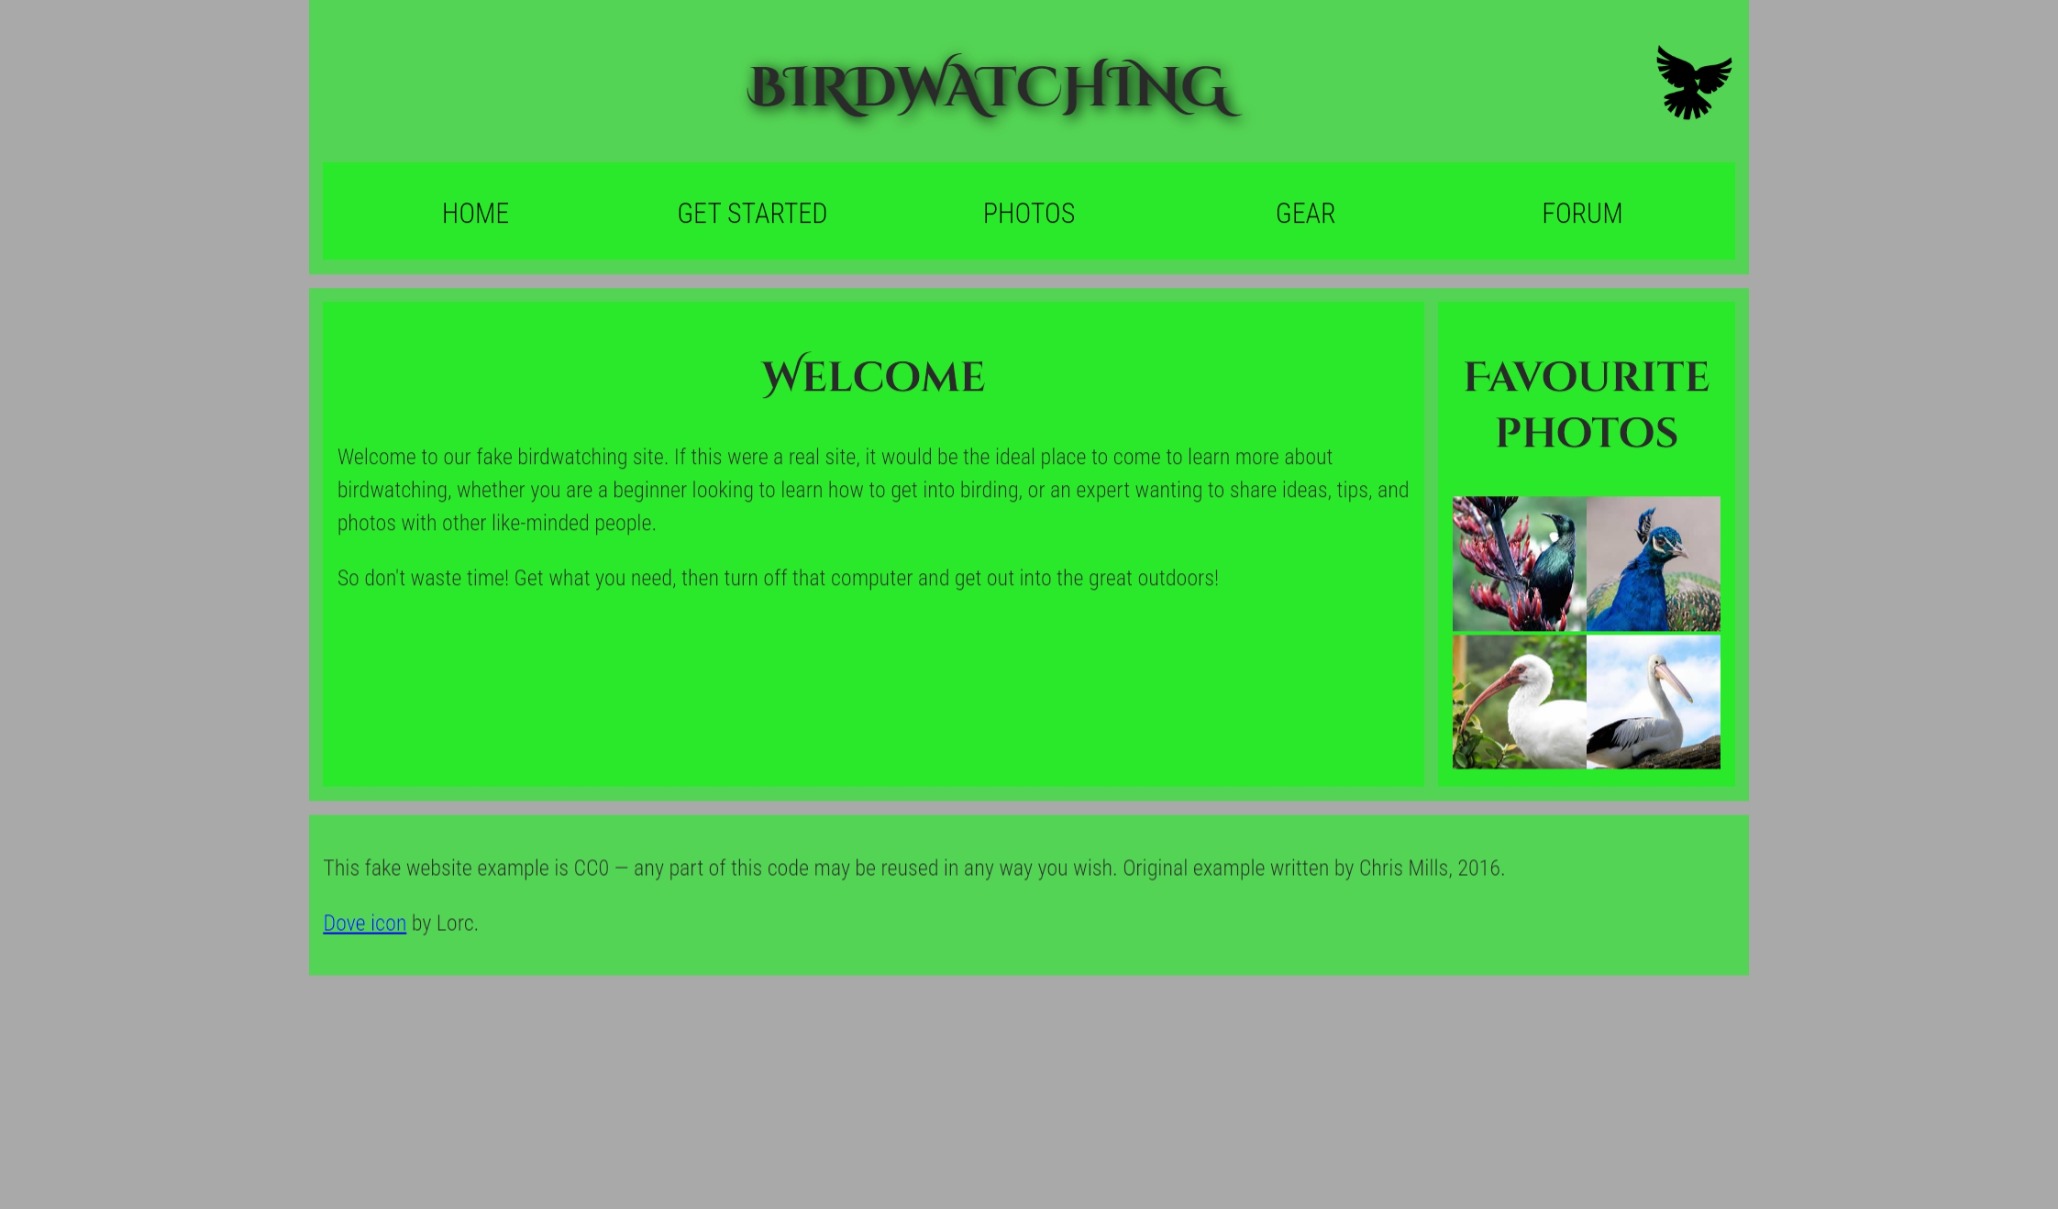 BIRDWATCHING
HOME
GET STARTED
PHOTOS
GEAR
FORUM
WELCOME
Welcome to our fake birdwatching site. If this were a real site, it would be the ideal place to come to learn more about
birdwatching, whether you are a beginner looking to learn how to get into birding, or an expert wanting to share ideas, tips, and
photos with other like-minded people.
So don't waste time! Get what you need, then turn off that computer and get out into the great outdoors!
FAVOURITE
PHOTOS
This fake website example is CC0 — any part of this code may be reused in any way you wish. Original example written by Chris Mills, 2016.
Dove icon by Lorc.